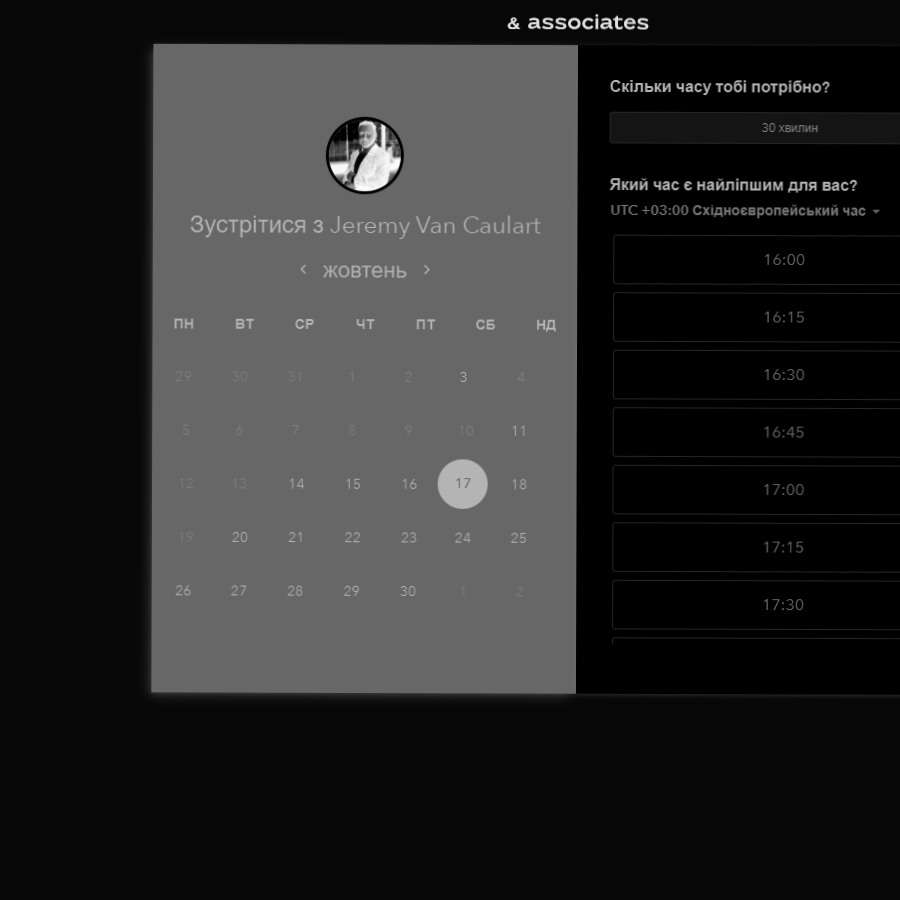 & associates
Зустрітися з Jeremy Van Caulart
жовтень
ПН ВТ СР ЧТ ПТ СБ НД
29 30 31 1 2 3 4
5 6 7 8 9 10 11
12 13 14 15 16 17 18
19 20 21 22 23 24 25
26 27 28 29 30 1 2
Скільки часу тобі потрібно?
30 хвилин
Який час є найліпшим для вас?
UTC +03:00 Східноєвропейський час
16:00
16:15
16:30
16:45
17:00
17:15
17:30